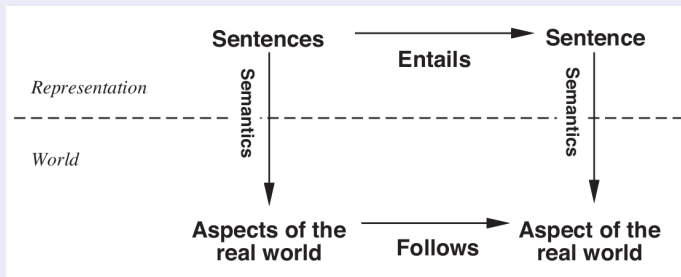 Sentences
Sentence
Entails
Semantics
Semantics
Representation
World
Aspects of the
real world
Follows
Aspect of the
real world